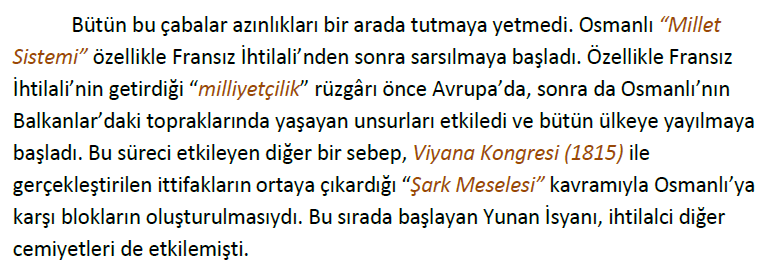 Bütün bu çabalar azınlıkları bir arada tutmaya yetmedi. Osmanlı “Millet
Sistemi” özellikle Fransız İhtilali’nden sonra sarsılmaya başladı. Özellikle Fransız
İhtilali’nin getirdiği “milliyetçilik” rüzgârı önce Avrupa’da, sonra da Osmanlı’nın
Balkanlar’daki topraklarında yaşayan unsurları etkiledi ve bütün ülkeye yayılmaya
başladı. Bu süreci etkileyen diğer bir sebep, Viyana Kongresi (1815) ile
gerçekleştirilen ittifakların ortaya çıkardığı “Şark Meselesi” kavramıyla Osmanlı’ya
karşı blokların oluşturulmasıydı. Bu sırada başlayan Yunan İsyanı, ihtilalci diğer
cemiyetleri de etkilemişti.